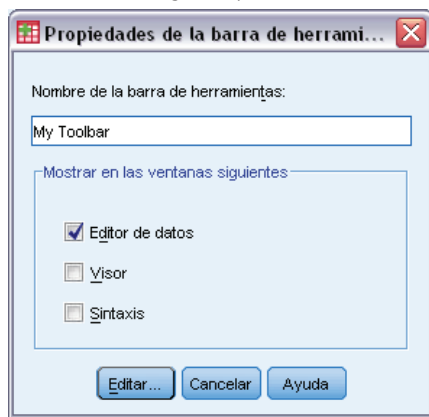 Propiedades de la barra de herrami...
Nombre de la barra de herramientas:
My Toolbar
Mostrar en las ventanas siguientes
Editor de datos
Visor
Sintaxis
Editar... Cancelar Ayuda